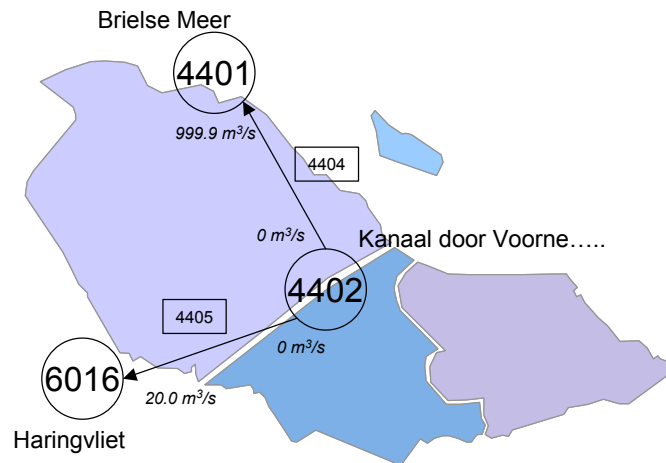 Brielse Meer
4401
999.9 m³/s
4404
0 m³/s
Kanaal door Voorne…..
4402
4405
0 m³/s
6016
20.0 m³/s
Haringvliet